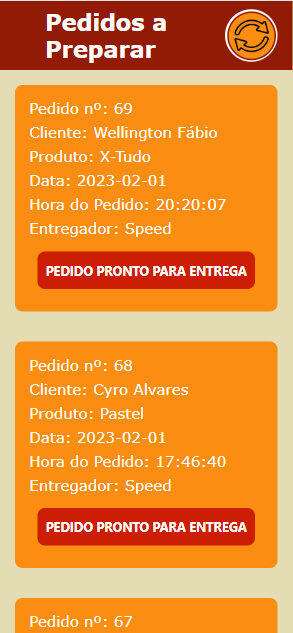 Pedidos a
Preparar
Pedido nº: 69
Cliente: Wellington Fábio
Produto: X-Tudo
Data: 2023-02-01
Hora do Pedido: 20:20:07
Entregador: Speed
PEDIDO PRONTO PARA ENTREGA
Pedido nº: 68
Cliente: Cyro Alvares
Produto: Pastel
Data: 2023-02-01
Hora do Pedido: 17:46:40
Entregador: Speed
PEDIDO PRONTO PARA ENTREGA
Pedido nº: 67